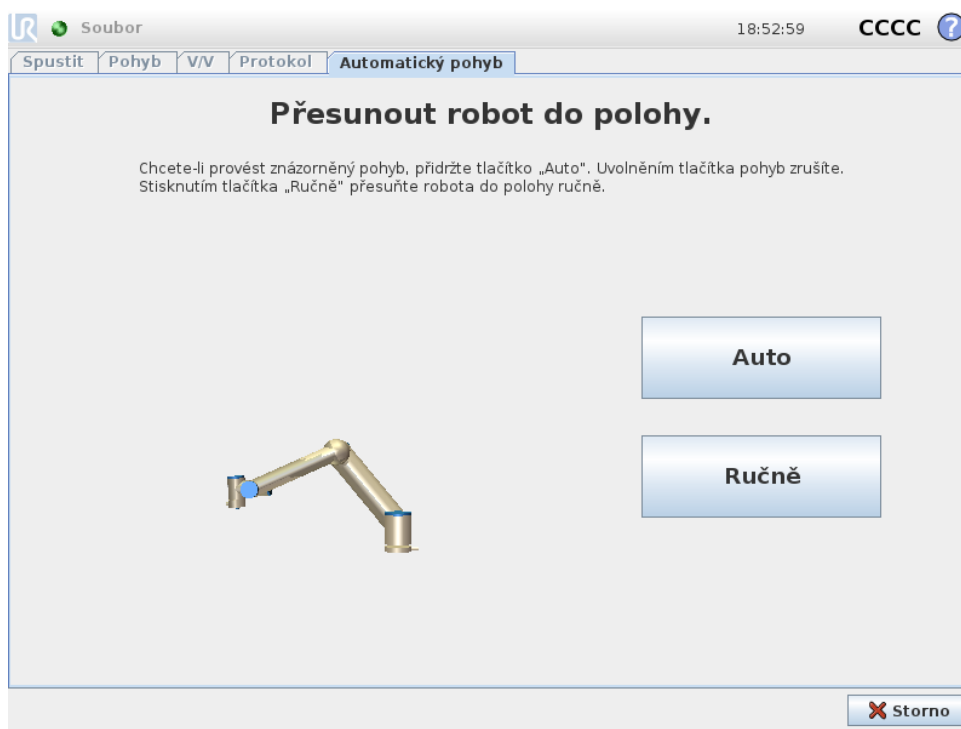 UR Soubor 18:52:59 CCCC ?
Spustit Pohyb V/V Protokol Automatický pohyb
Přesunout robot do polohy.
Chcete-li provést znázorněný pohyb, přidržte tlačítko „Auto". Uvolněním tlačítka pohyb zrušíte.
Stisknutím tlačítka „Ručně" přesuňte robota do polohy ručně.
Auto
Ručně
Storno